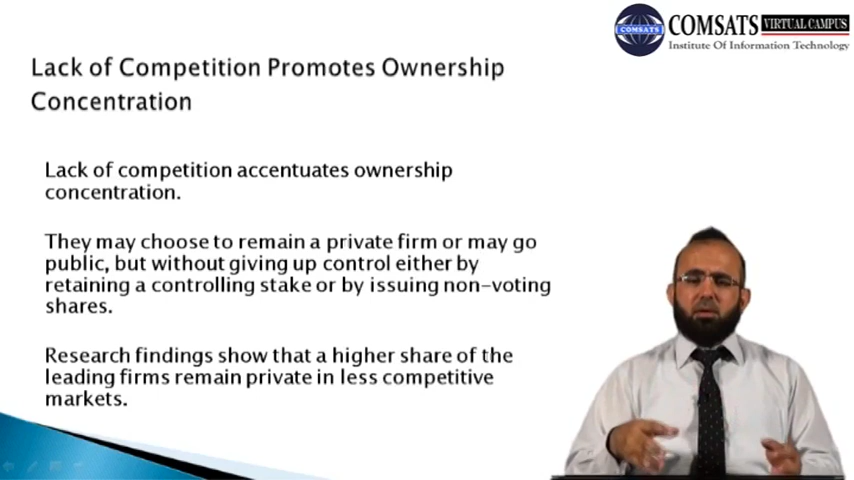 COMSATS VIRTUAL CAMPUS
COMSATS
Institute Of Information Technology
Lack of Competition Promotes Ownership
Concentration
Lack of competition accentuates ownership
concentration.
They may choose to remain a private firm or may go
public, but without giving up control either by
retaining a controlling stake or by issuing non-voting
shares.
Research findings show that a higher share of the
leading firms remain private in less competitive
markets.